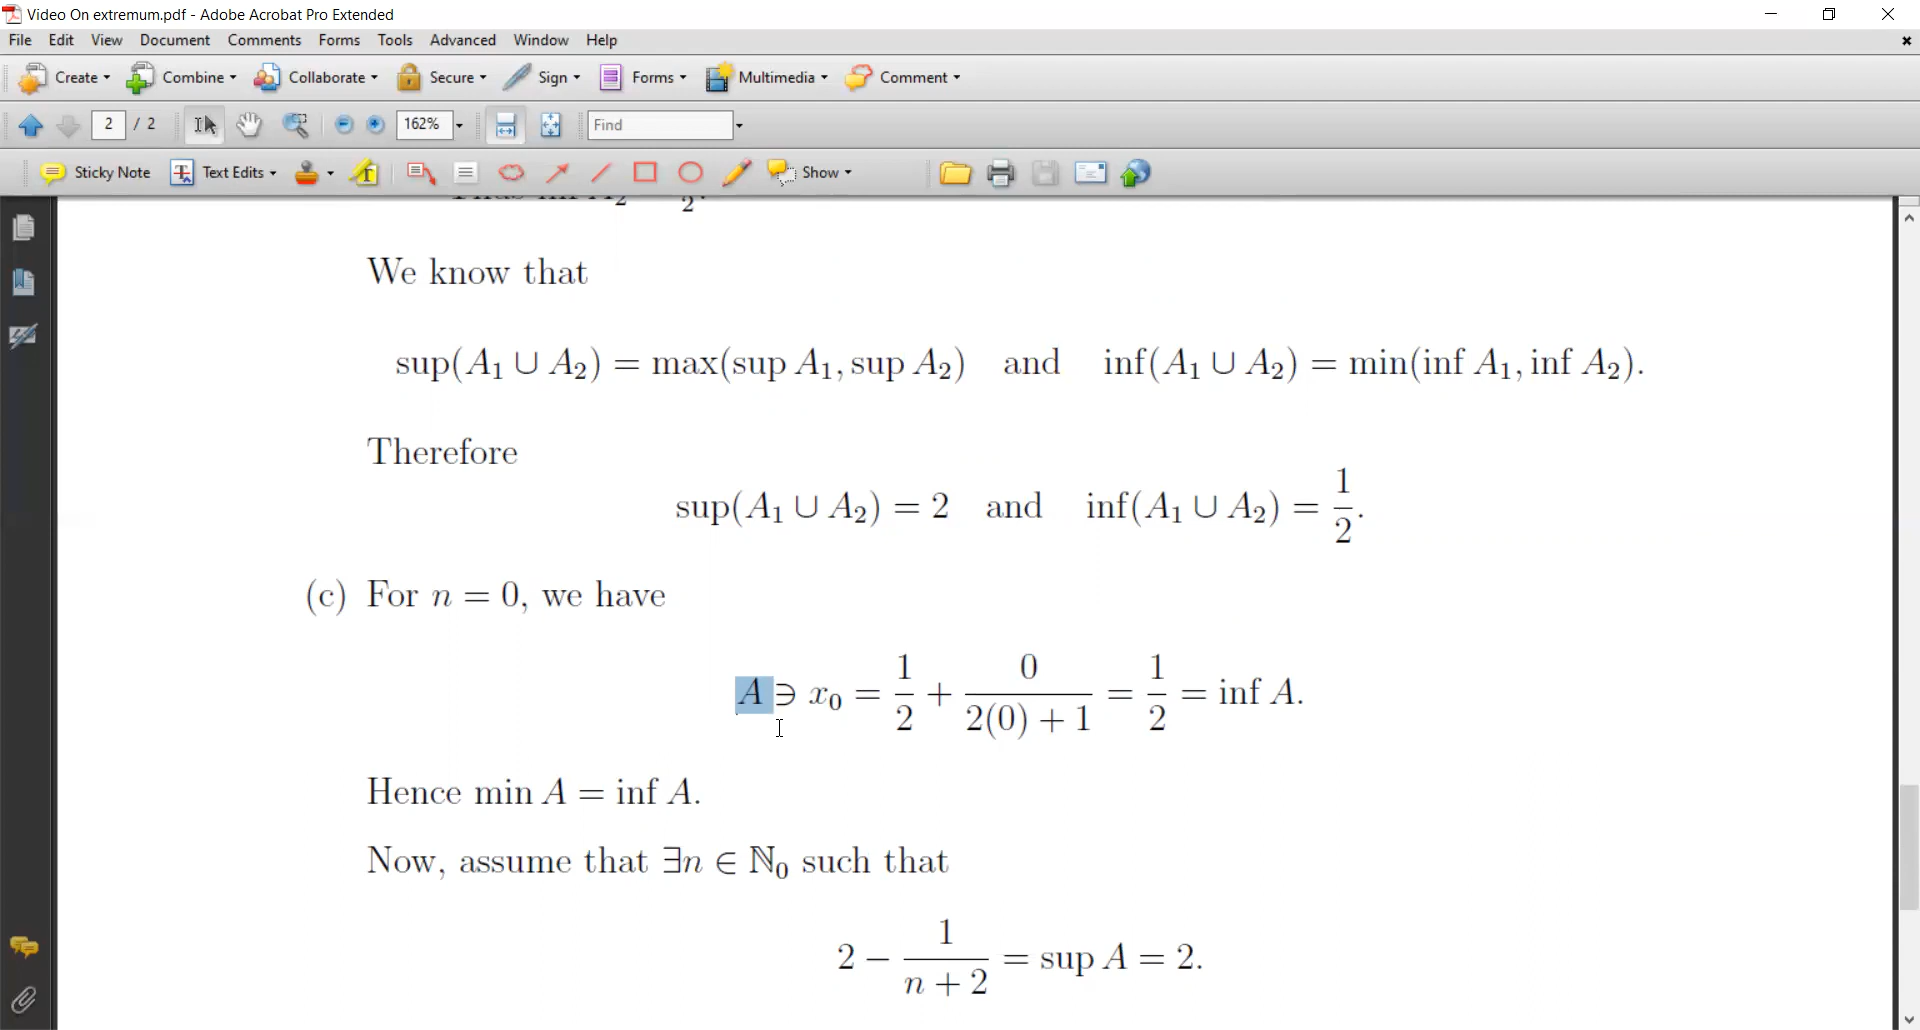 Video On extremum.pdf - Adobe Acrobat Pro Extended
File Edit View Document Comments Forms Tools Advanced Window Help
Create Combine Collaborate Secure Sign Forms Multimedia Comment
2 / 2 162% Find
Sticky Note Text Edits Show
We know that
sup(A₁ ∪ A₂) = max(sup A₁, sup A₂) and inf(A₁ ∪ A₂) = min(inf A₁, inf A₂).
Therefore
sup(A₁ ∪ A₂) = 2 and inf(A₁ ∪ A₂) = 1/2.
(c) For n = 0, we have
A ∋ x₀ = 1/2 + 0/(2(0) + 1) = 1/2 = inf A.
Hence min A = inf A.
Now, assume that ∃n ∈ ℕ₀ such that
2 − 1/(n + 2) = sup A = 2.